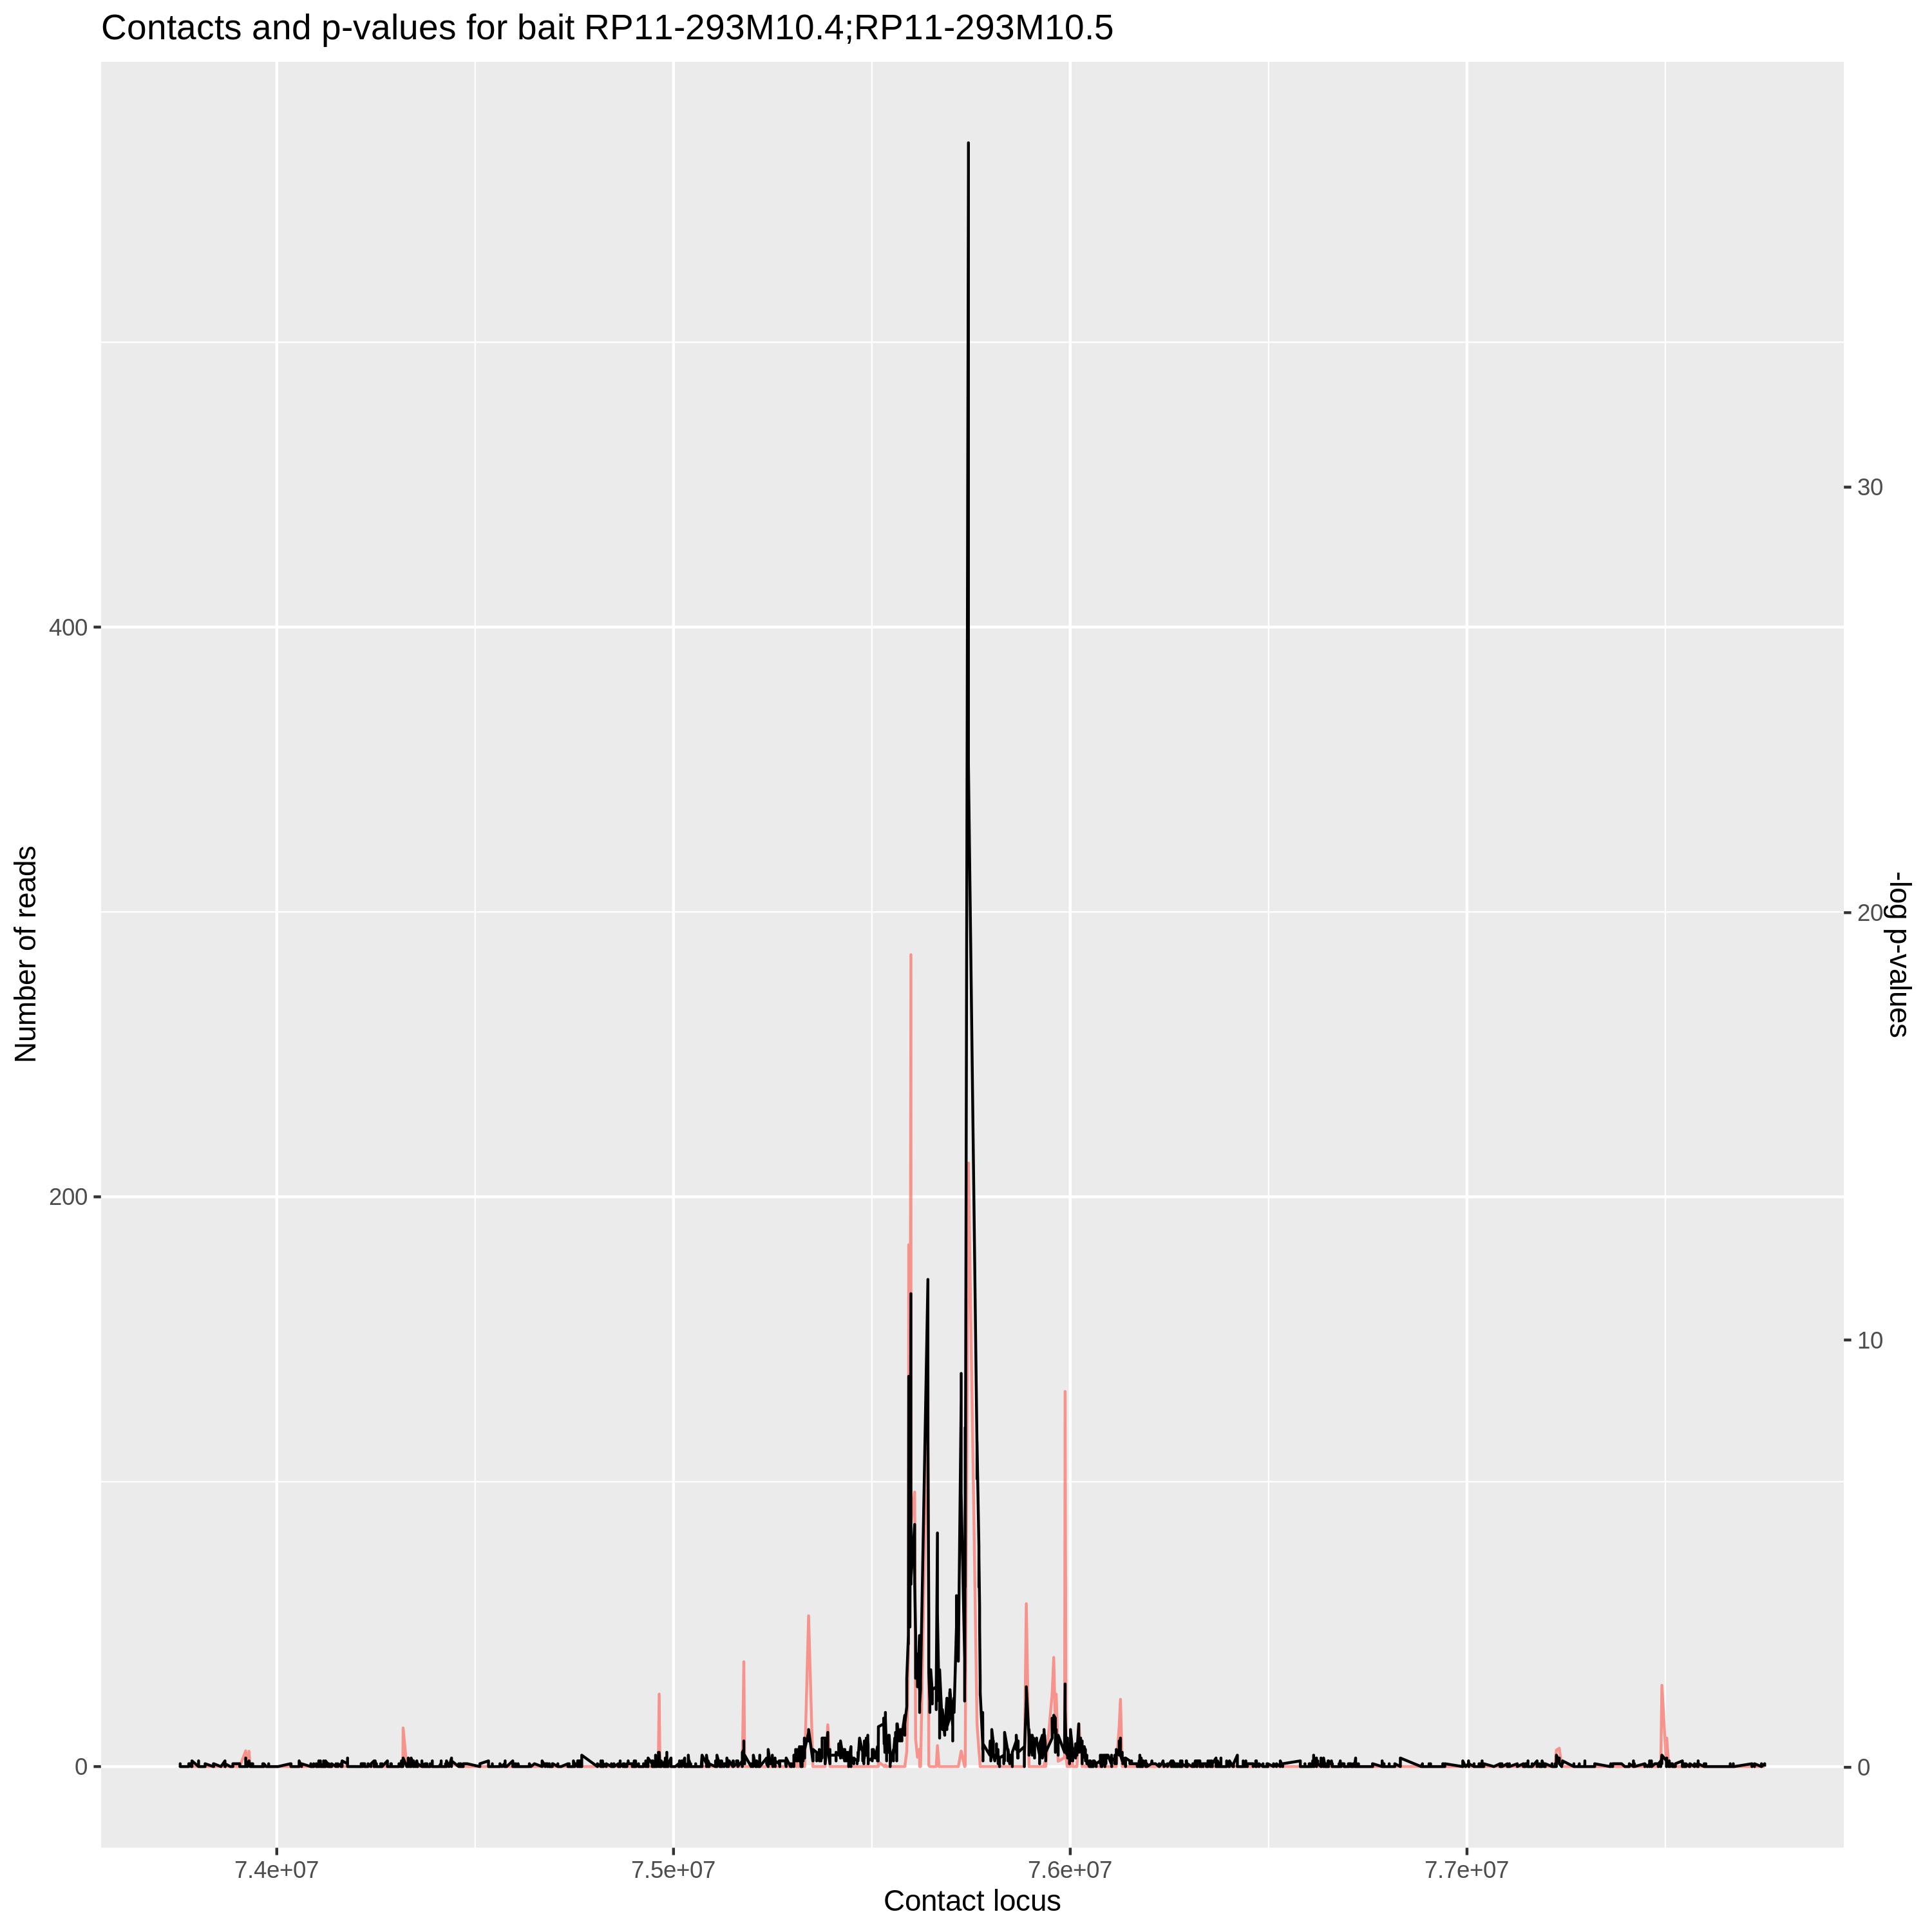 Contacts and p-values for bait RP11-293M10.4;RP11-293M10.5
Number of reads
400
200
0
30
20
10
0
-log p-values
7.4e+07 7.5e+07 7.6e+07 7.7e+07
Contact locus